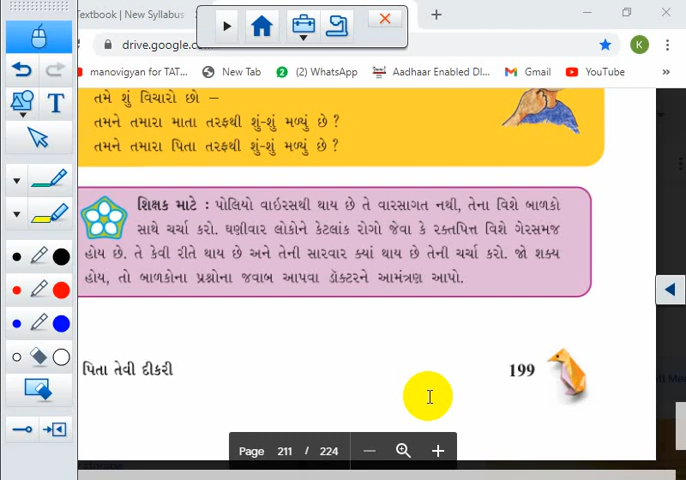 Textbook | New Syllabus
drive.google.co
K
manovigyan for TAT...
New Tab
(2) WhatsApp
Aadhaar Enabled DI...
Gmail
YouTube
»
તમે શું વિચારો છો –
તમને તમારા માતા તરફથી શું-શું મળ્યું છે ?
તમને તમારા પિતા તરફથી શું-શું મળ્યું છે ?
શિક્ષક માટે : પોલિયો વાઇરસથી થાય છે તે વારસાગત નથી, તેના વિશે બાળકો
સાથે ચર્ચા કરો. ઘણીવાર લોકોને કેટલાંક રોગો જેવા કે રક્તપિત્ત વિશે ગેરસમજ
હોય છે. તે કેવી રીતે થાય છે અને તેની સારવાર ક્યાં થાય છે તેની ચર્ચા કરો. જો શક્ય
હોય, તો બાળકોના પ્રશ્નોના જવાબ આપવા ડૉક્ટરને આમંત્રણ આપો.
પિતા તેવી દીકરી
199
Page 211 / 224
T